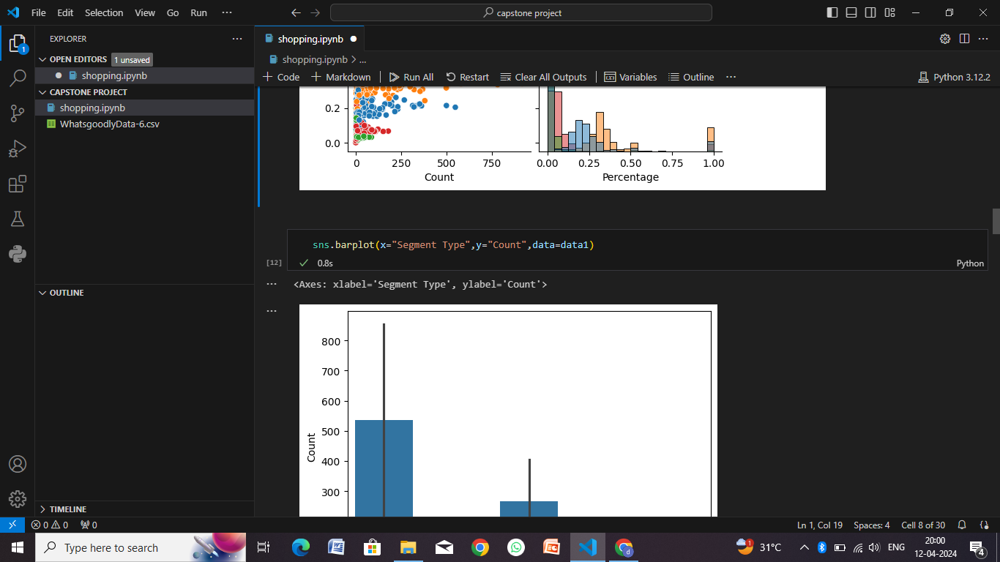 File Edit Selection View Go Run ··· capstone project
EXPLORER ···
OPEN EDITORS 1 unsaved
shopping.ipynb
CAPSTONE PROJECT
shopping.ipynb
WhatsgoodlyData-6.csv
OUTLINE
TIMELINE
shopping.ipynb
shopping.ipynb > ...
+ Code + Markdown Run All Restart Clear All Outputs Variables Outline ··· Python 3.12.2
0.2
0.0
0 250 500 750
Count
0.00 0.25 0.50 0.75 1.00
Percentage
sns.barplot(x="Segment Type",y="Count",data=data1)
[12] 0.8s Python
<Axes: xlabel='Segment Type', ylabel='Count'>
800
700
600
500
400
300
Count
1
0 0 0 Ln 1, Col 19 Spaces: 4 Cell 8 of 30
Type here to search
1 31°C ENG 20:00
12-04-2024 4